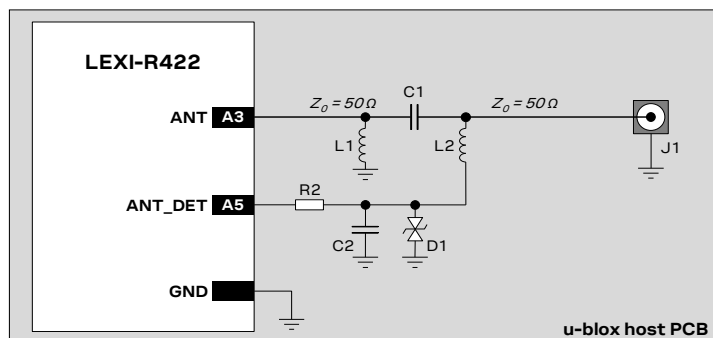 LEXI-R422
ANT
A3
Z₀ = 50 Ω
C1
Z₀ = 50 Ω
J1
L1
L2
ANT_DET
A5
R2
C2
D1
GND
u-blox host PCB